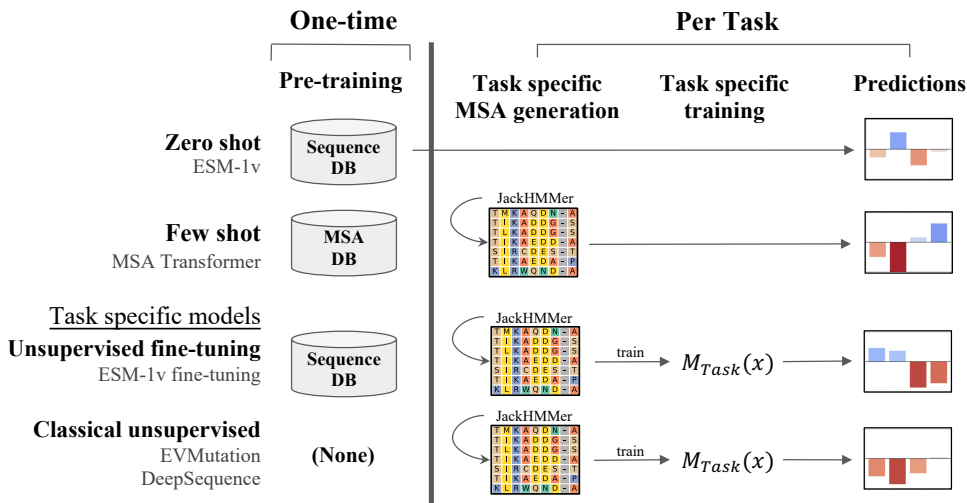 One-time
Per Task
Pre-training
Task specific
MSA generation
Task specific
training
Predictions
Zero shot
ESM-1v
Sequence
DB
Few shot
MSA Transformer
MSA
DB
JackHMMer
T M K A Q D N - A
T I K A D D G - S
T L K A D D G - S
T I K A E D D - A
S I R C D E S - T
T I K A E D A - P
K L R W Q N D - A
Task specific models
Unsupervised fine-tuning
ESM-1v fine-tuning
Sequence
DB
JackHMMer
T M K A Q D N - A
T I K A D D G - S
T L K A D D G - S
T I K A E D D - A
S I R C D E S - T
T I K A E D A - P
K L R W Q N D - A
train
M_Task(x)
Classical unsupervised
EVMutation
DeepSequence
(None)
JackHMMer
T M K A Q D N - A
T I K A D D G - S
T L K A D D G - S
T I K A E D D - A
S I R C D E S - T
T I K A E D A - P
K L R W Q N D - A
train
M_Task(x)